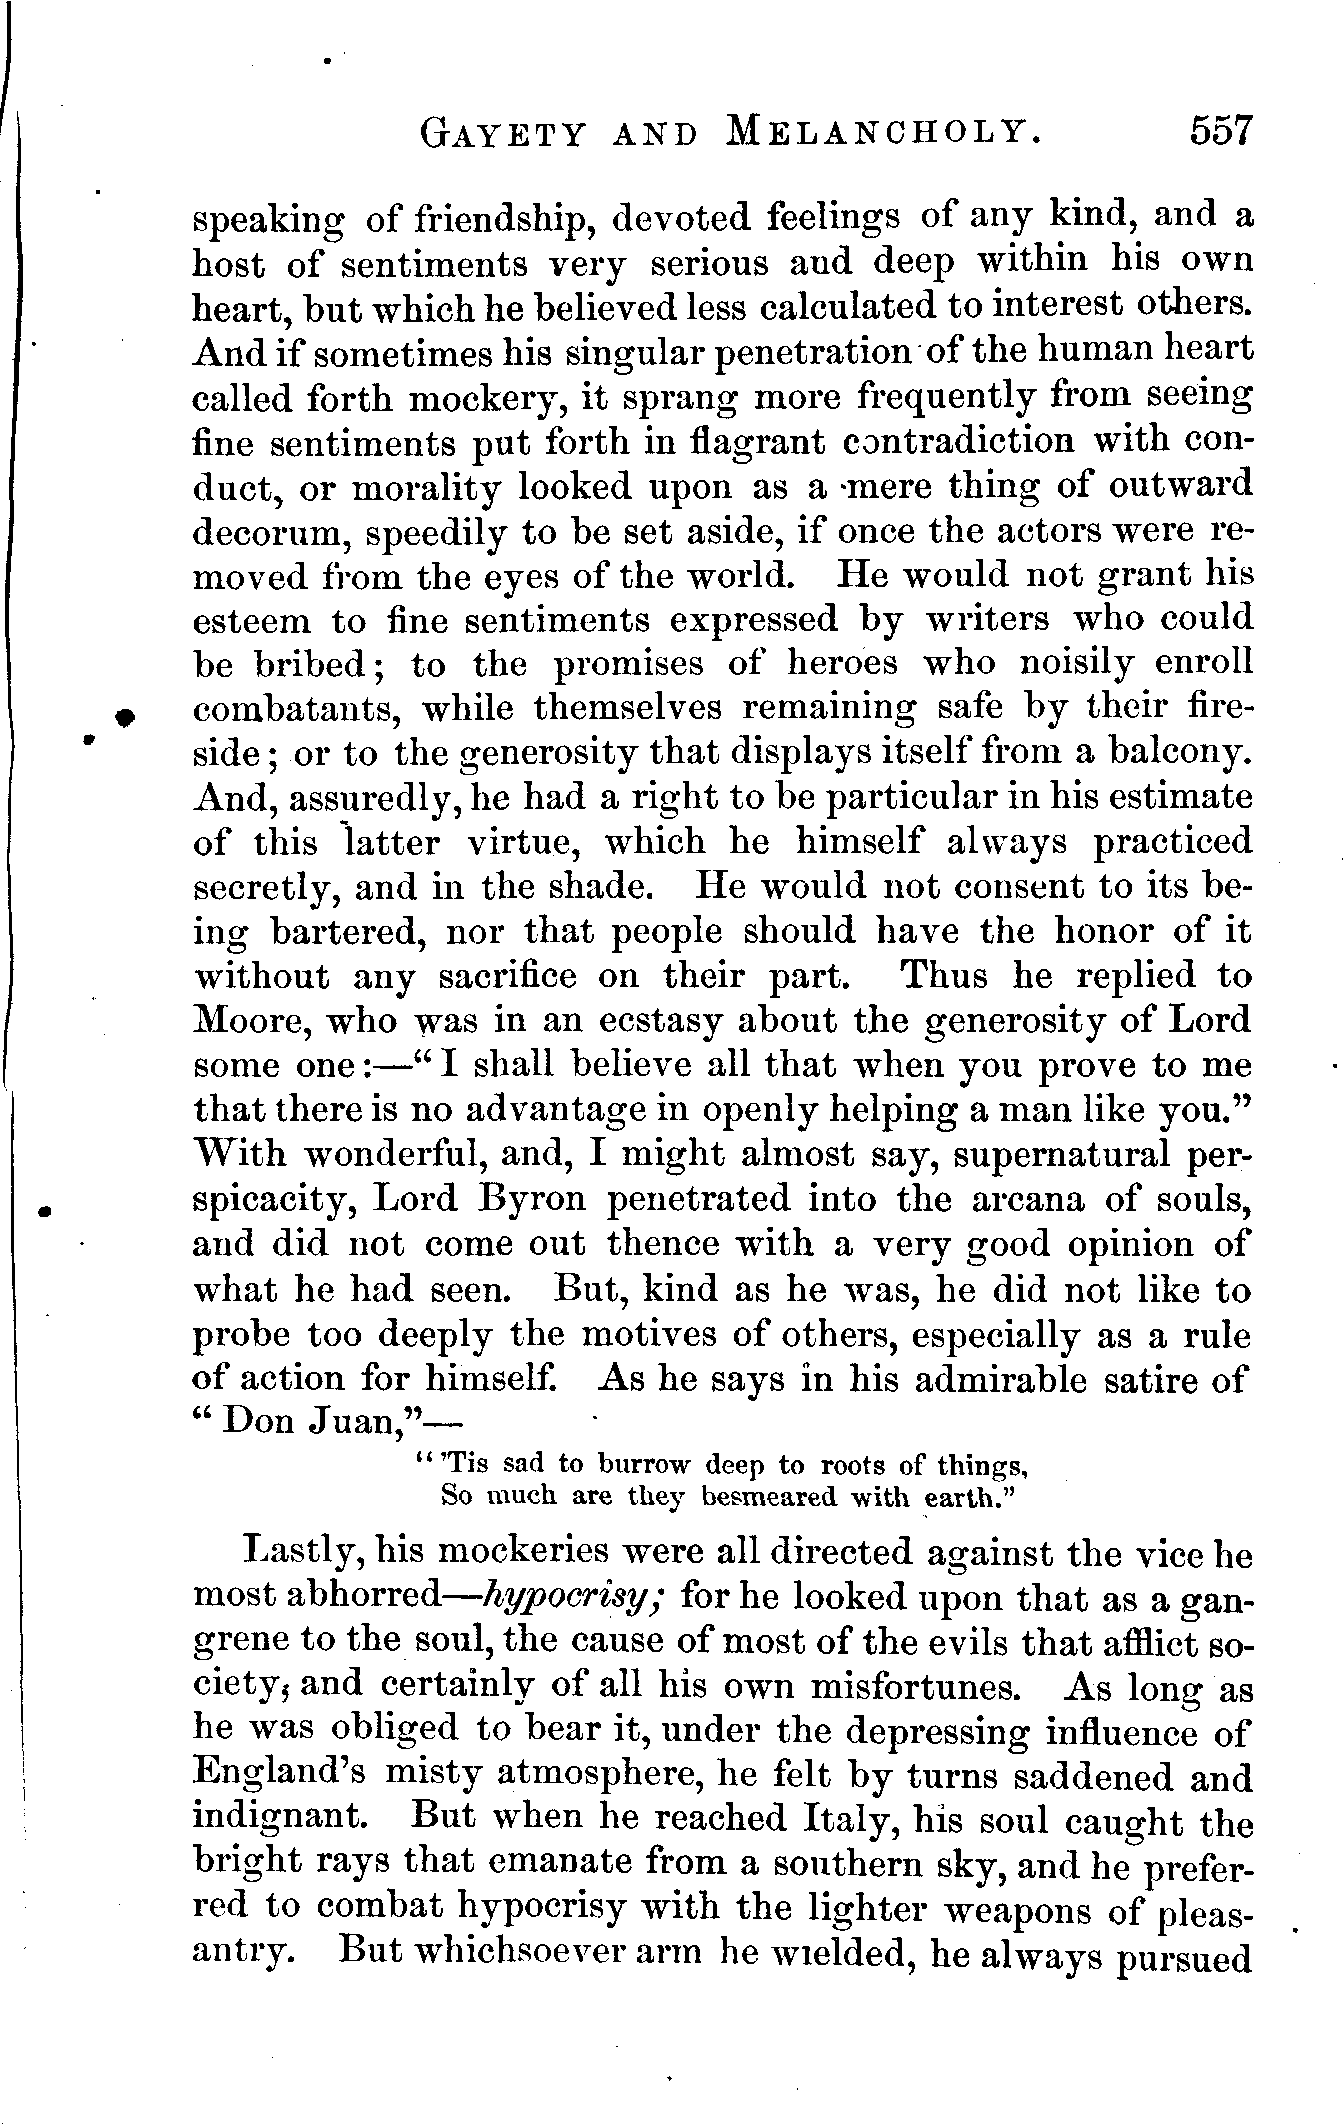 GAYETY AND MELANCHOLY. 557
speaking of friendship, devoted feelings of any kind, and a
host of sentiments very serious and deep within his own
heart, but which he believed less calculated to interest others.
And if sometimes his singular penetration of the human heart
called forth mockery, it sprang more frequently from seeing
fine sentiments put forth in flagrant contradiction with con-
duct, or morality looked upon as a mere thing of outward
decorum, speedily to be set aside, if once the actors were re-
moved from the eyes of the world. He would not grant his
esteem to fine sentiments expressed by writers who could
be bribed; to the promises of heroes who noisily enroll
combatants, while themselves remaining safe by their fire-
side; or to the generosity that displays itself from a balcony.
And, assuredly, he had a right to be particular in his estimate
of this latter virtue, which he himself always practiced
secretly, and in the shade. He would not consent to its be-
ing bartered, nor that people should have the honor of it
without any sacrifice on their part. Thus he replied to
Moore, who was in an ecstasy about the generosity of Lord
some one:—“I shall believe all that when you prove to me
that there is no advantage in openly helping a man like you.”
With wonderful, and, I might almost say, supernatural per-
spicacity, Lord Byron penetrated into the arcana of souls,
and did not come out thence with a very good opinion of
what he had seen. But, kind as he was, he did not like to
probe too deeply the motives of others, especially as a rule
of action for himself. As he says in his admirable satire of
“Don Juan,”—
“’Tis sad to burrow deep to roots of things,
So much are they besmeared with earth.”
Lastly, his mockeries were all directed against the vice he
most abhorred—hypocrisy; for he looked upon that as a gan-
grene to the soul, the cause of most of the evils that afflict so-
ciety, and certainly of all his own misfortunes. As long as
he was obliged to bear it, under the depressing influence of
England’s misty atmosphere, he felt by turns saddened and
indignant. But when he reached Italy, his soul caught the
bright rays that emanate from a southern sky, and he prefer-
red to combat hypocrisy with the lighter weapons of pleas-
antry. But whichsoever arm he wielded, he always pursued